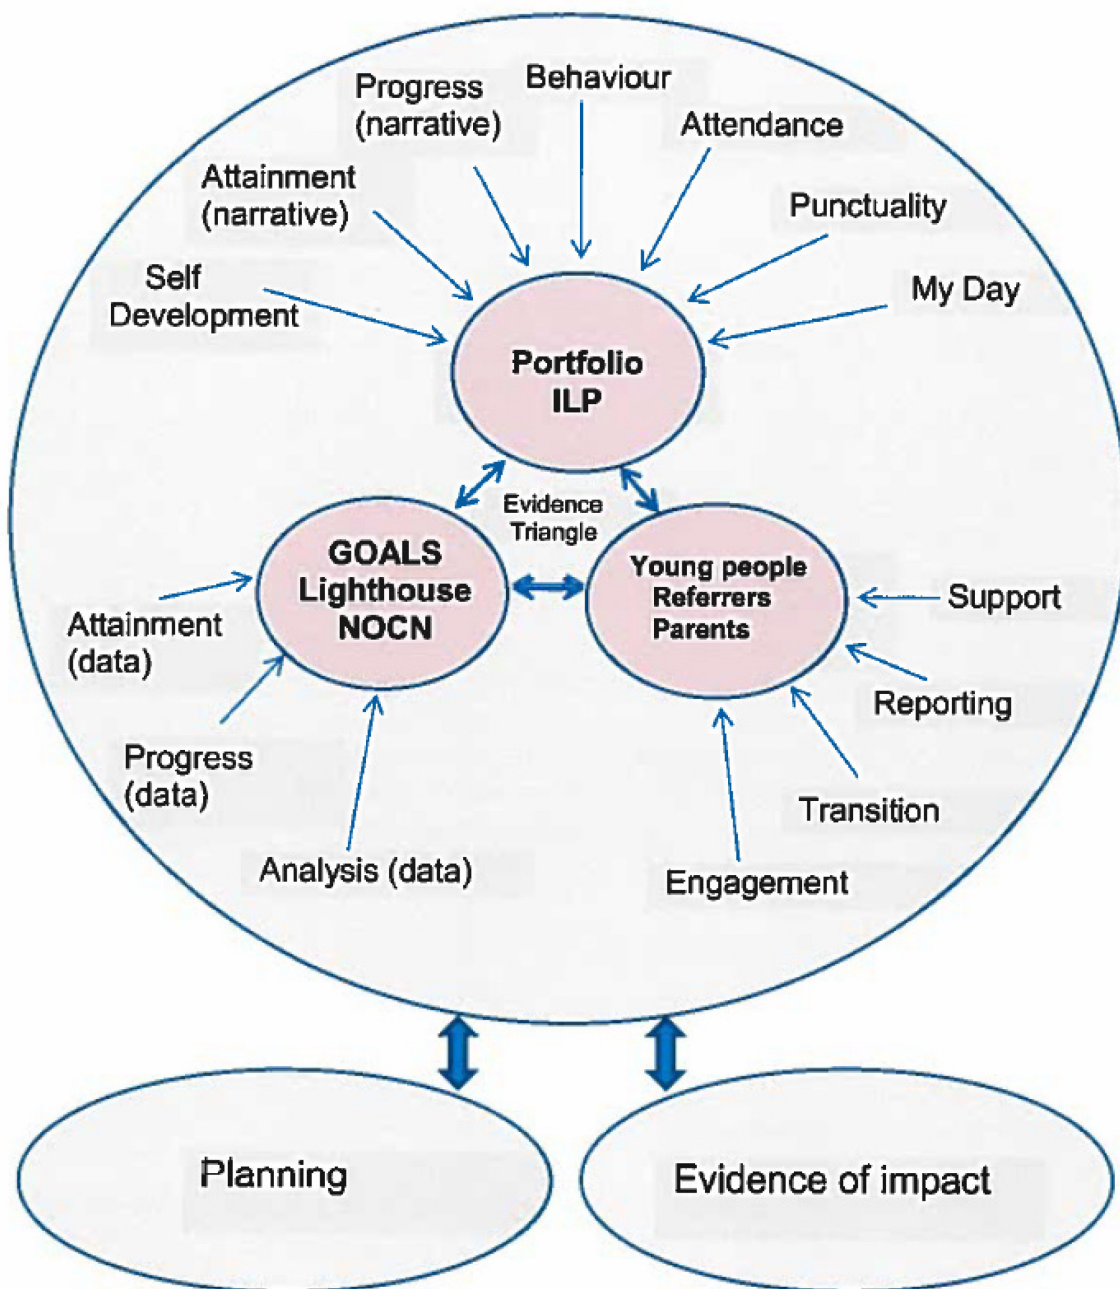 Behaviour
Progress
(narrative)
Attendance
Attainment
(narrative)
Punctuality
Self
Development
My Day
Portfolio
ILP
Evidence
Triangle
GOALS
Lighthouse
NOCN
Young people
Referrers
Parents
Attainment
(data)
Support
Progress
(data)
Reporting
Transition
Analysis (data)
Engagement
Planning
Evidence of impact